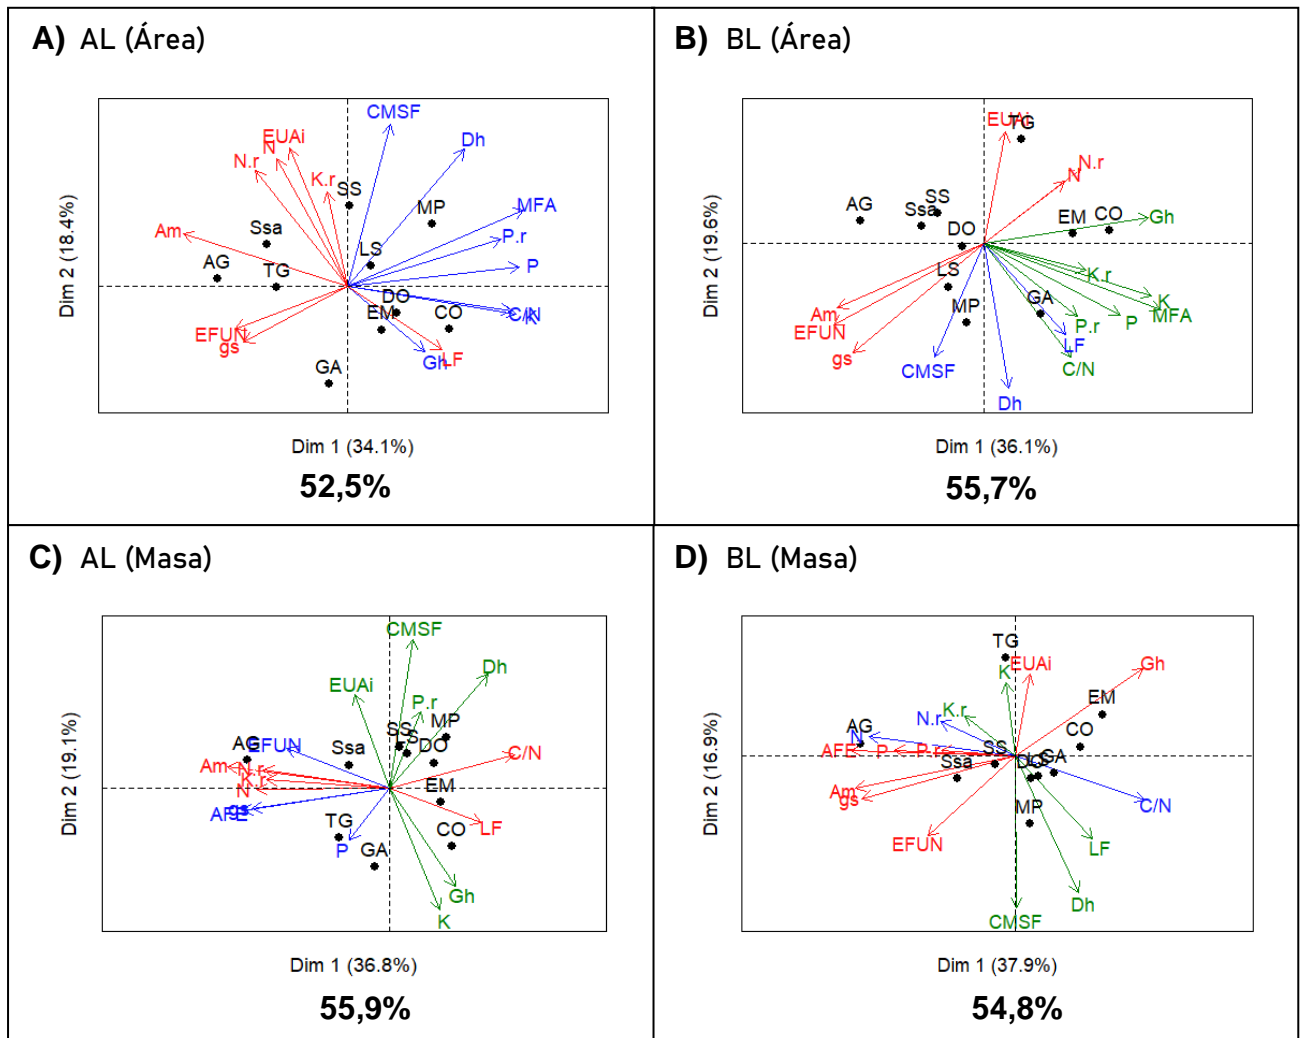 A) AL (Área)
CMSF
EUAi
Dh
N
N.r
K.r
SS
MP
MFA
Am
Ssa
P.r
LS
AG
TG
P
DO
EM
CO
C/N
K
EFUN
gs
Gh
LF
GA
Dim 2 (18.4%)
Dim 1 (34.1%)
52,5%
B) BL (Área)
EUAi
TG
N.r
N
AG
SS
Ssa
EM
CO
Gh
DO
LS
K.r
GA
K
MP
Am
P.r
P
MFA
EFUN
LF
gs
CMSF
C/N
Dh
Dim 2 (19.6%)
Dim 1 (36.1%)
55,7%
C) AL (Masa)
CMSF
Dh
EUAi
P.r
MP
SS
LS
AG
EFUN
Ssa
DO
C/N
Am
N.r
K.r
N
EM
AFE
gs
TG
LF
CO
P
GA
Gh
K
Dim 2 (19.1%)
Dim 1 (36.8%)
55,9%
D) BL (Masa)
TG
EUAi
Gh
K
EM
K.r
N.r
AG
CO
N
AFE
P
P.r
SS
Ssa
DO
LS
GA
Am
gs
MP
C/N
EFUN
LF
Dh
CMSF
Dim 2 (16.9%)
Dim 1 (37.9%)
54,8%